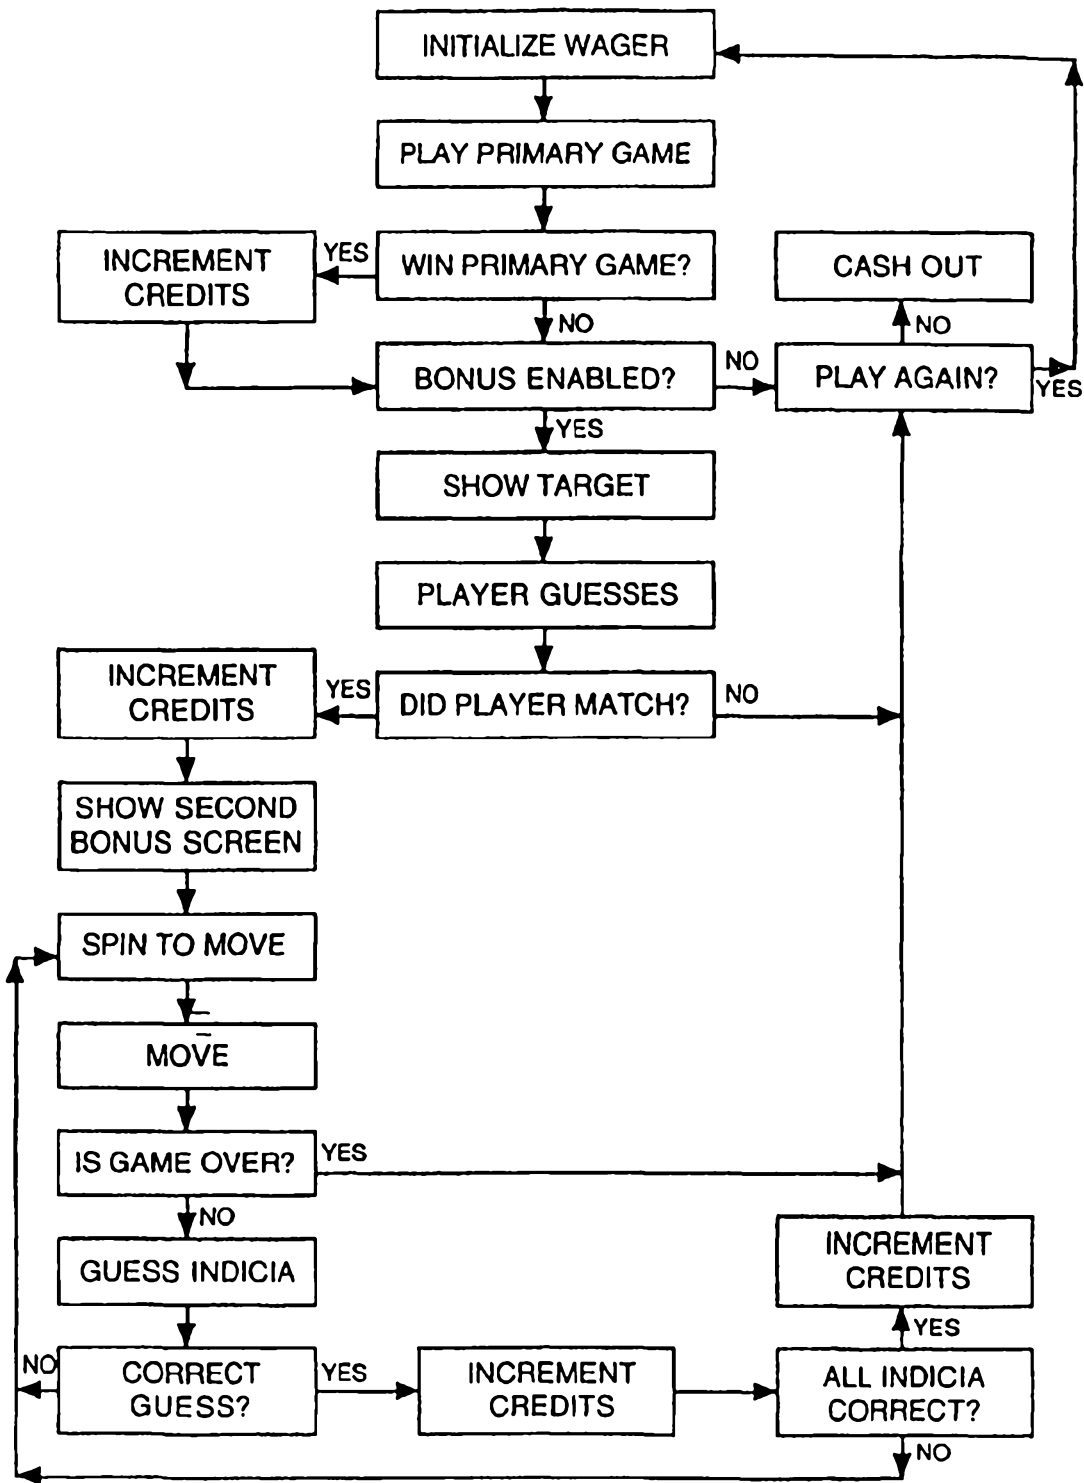 INITIALIZE WAGER
PLAY PRIMARY GAME
INCREMENT
CREDITS
YES
WIN PRIMARY GAME?
CASH OUT
NO
NO
BONUS ENABLED?
NO
PLAY AGAIN?
YES
YES
SHOW TARGET
PLAYER GUESSES
INCREMENT
CREDITS
YES
DID PLAYER MATCH?
NO
SHOW SECOND
BONUS SCREEN
SPIN TO MOVE
MOVE
IS GAME OVER?
YES
NO
GUESS INDICIA
INCREMENT
CREDITS
YES
NO
CORRECT
GUESS?
YES
INCREMENT
CREDITS
ALL INDICIA
CORRECT?
NO